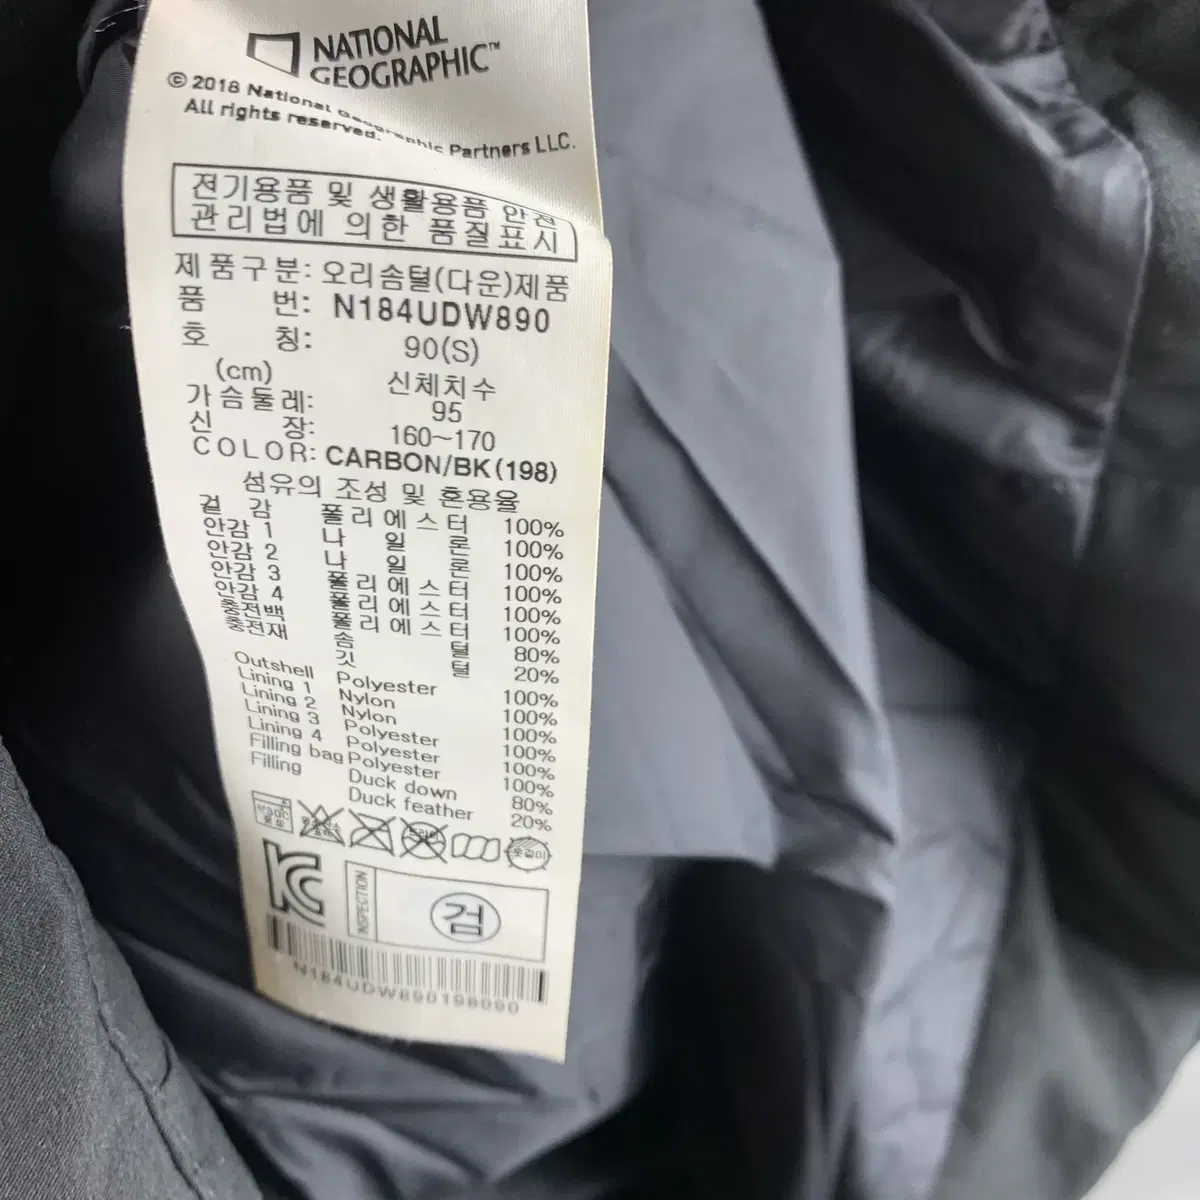 NATIONAL
GEOGRAPHIC™
© 2018 National Geographic Partners LLC.
All rights reserved.
전기용품 및 생활용품 안전
관리법에 의한 품질표시
제품구분: 오리솜털(다운)제품
품 번: N184UDW890
호 칭: 90(S)
(cm) 신체치수
가슴둘레: 95
신 장: 160~170
COLOR: CARBON/BK(198)
섬유의 조성 및 혼용율
겉 감 폴리에스터 100%
안감 1 나 일 론 100%
안감 2 나 일 론 100%
안감 3 폴리에스터 100%
안감 4 폴리에스터 100%
충전백 폴리에스터 100%
충전재 솜 털 80%
깃 털 20%
Outshell Polyester 100%
Lining 1 Nylon 100%
Lining 2 Nylon 100%
Lining 3 Polyester 100%
Lining 4 Polyester 100%
Filling bag Polyester 100%
Filling Duck down 80%
Duck feather 20%
드라이
옷걸이
KC
INSPECTION
검
N184UDW890198090